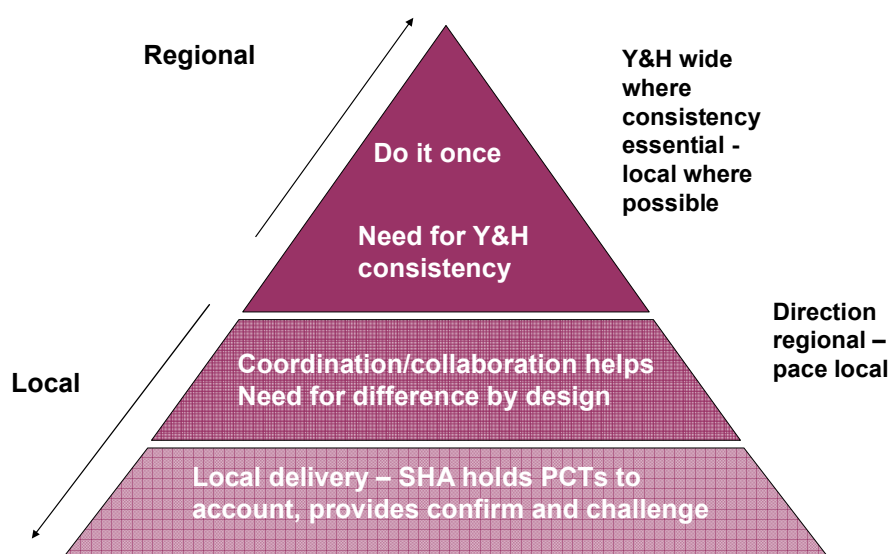 Regional
Y&H wide
where
consistency
essential -
local where
possible
Do it once
Need for Y&H
consistency
Direction
regional –
pace local
Local
Coordination/collaboration helps
Need for difference by design
Local delivery – SHA holds PCTs to
account, provides confirm and challenge